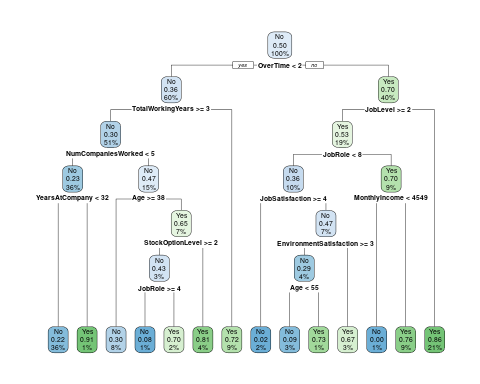 No
0.50
100%
yes OverTime < 2 no
No
0.36
60%
Yes
0.70
40%
TotalWorkingYears >= 3
JobLevel >= 2
No
0.30
51%
Yes
0.53
19%
NumCompaniesWorked < 5
JobRole < 8
No
0.23
36%
No
0.47
15%
No
0.36
10%
Yes
0.70
9%
YearsAtCompany < 32
Age >= 38
JobSatisfaction >= 4
MonthlyIncome < 4549
Yes
0.65
7%
No
0.47
7%
StockOptionLevel >= 2
EnvironmentSatisfaction >= 3
No
0.43
3%
No
0.29
4%
JobRole >= 4
Age < 55
No
0.22
36%
Yes
0.91
1%
No
0.30
8%
No
0.08
1%
Yes
0.70
2%
Yes
0.81
4%
Yes
0.72
9%
No
0.02
2%
No
0.09
3%
Yes
0.73
1%
Yes
0.67
3%
No
0.00
1%
Yes
0.76
9%
Yes
0.86
21%